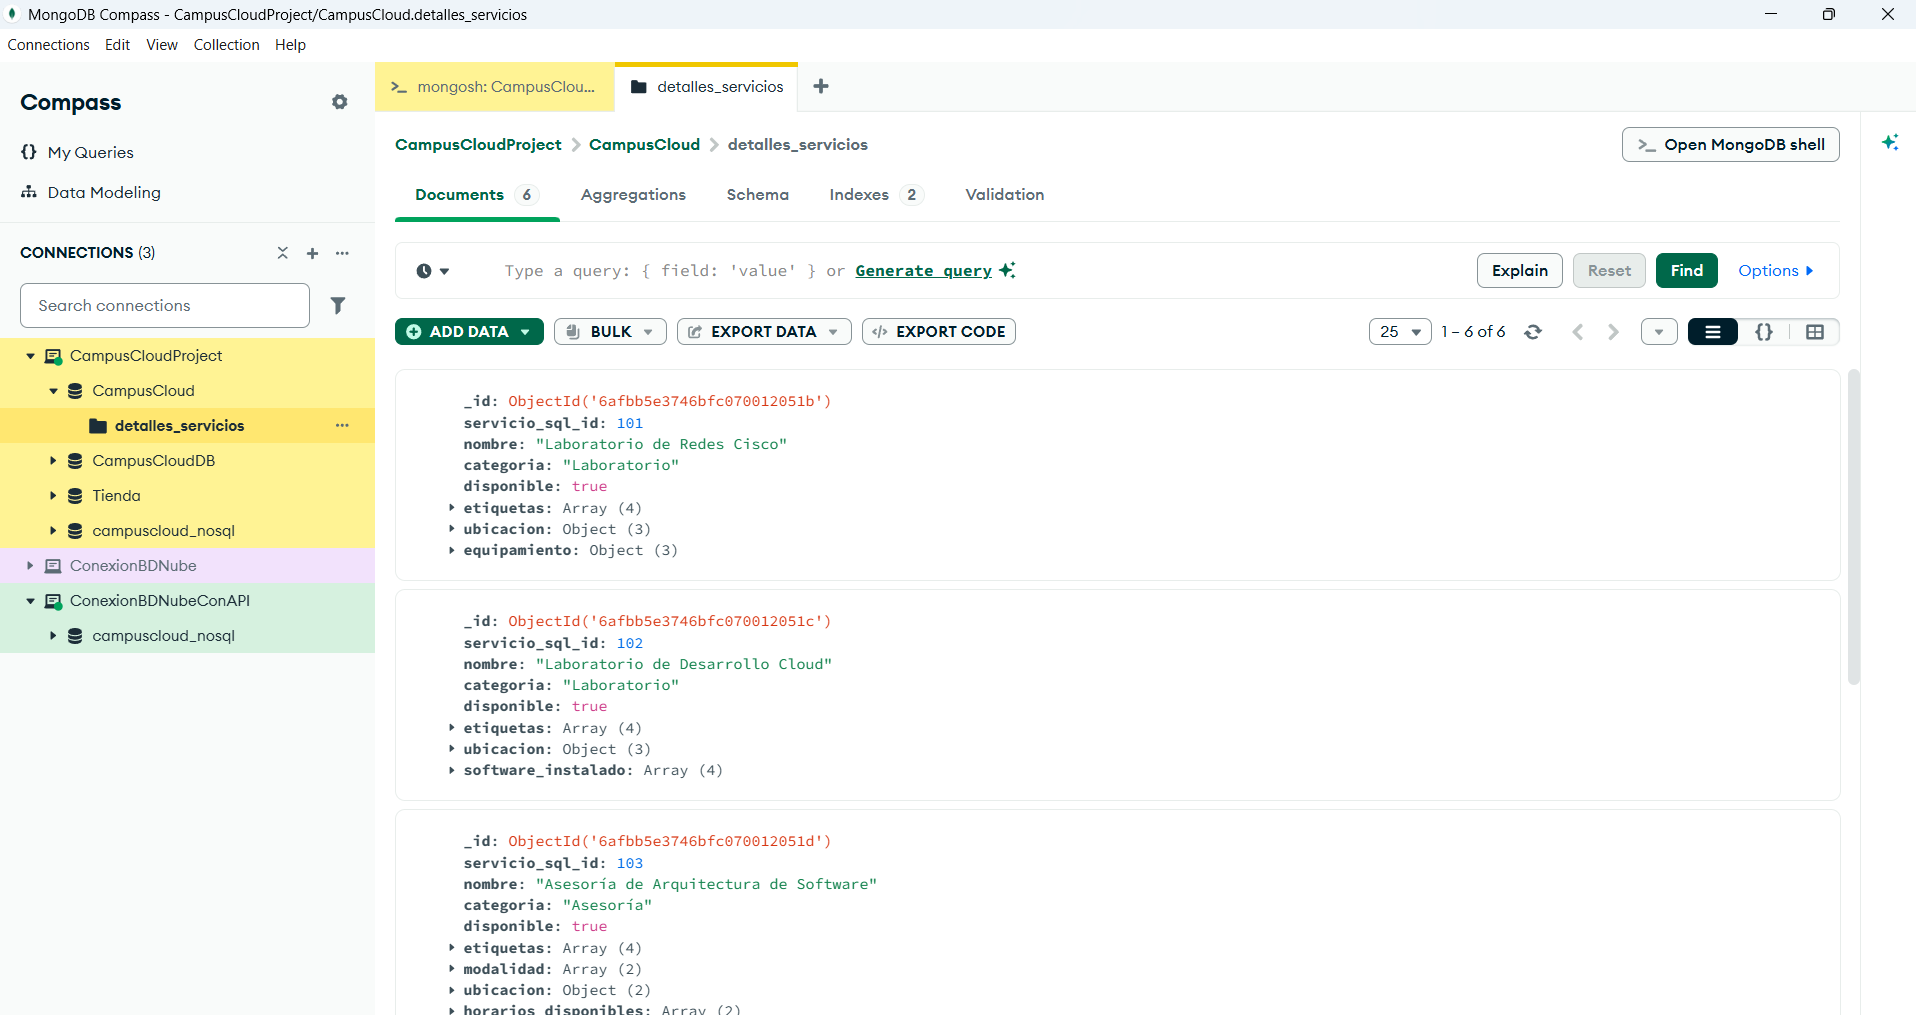 MongoDB Compass - CampusCloudProject/CampusCloud.detalles_servicios
Connections Edit View Collection Help
Compass
My Queries
Data Modeling
CONNECTIONS (3)
Search connections
CampusCloudProject
CampusCloud
detalles_servicios
CampusCloudDB
Tienda
campuscloud_nosql
ConexionBDNube
ConexionBDNubeConAPI
campuscloud_nosql
>_ mongosh: CampusClou...
detalles_servicios
CampusCloudProject > CampusCloud > detalles_servicios
>_ Open MongoDB shell
Documents 6 Aggregations Schema Indexes 2 Validation
Type a query: { field: 'value' } or Generate query
Explain Reset Find Options
ADD DATA BULK EXPORT DATA </> EXPORT CODE
25 1 – 6 of 6
_id: ObjectId('6afbb5e3746bfc070012051b')
servicio_sql_id: 101
nombre: "Laboratorio de Redes Cisco"
categoria: "Laboratorio"
disponible: true
etiquetas: Array (4)
ubicacion: Object (3)
equipamiento: Object (3)
_id: ObjectId('6afbb5e3746bfc070012051c')
servicio_sql_id: 102
nombre: "Laboratorio de Desarrollo Cloud"
categoria: "Laboratorio"
disponible: true
etiquetas: Array (4)
ubicacion: Object (3)
software_instalado: Array (4)
_id: ObjectId('6afbb5e3746bfc070012051d')
servicio_sql_id: 103
nombre: "Asesoría de Arquitectura de Software"
categoria: "Asesoría"
disponible: true
etiquetas: Array (4)
modalidad: Array (2)
ubicacion: Object (2)
horarios_disponibles: Array (2)